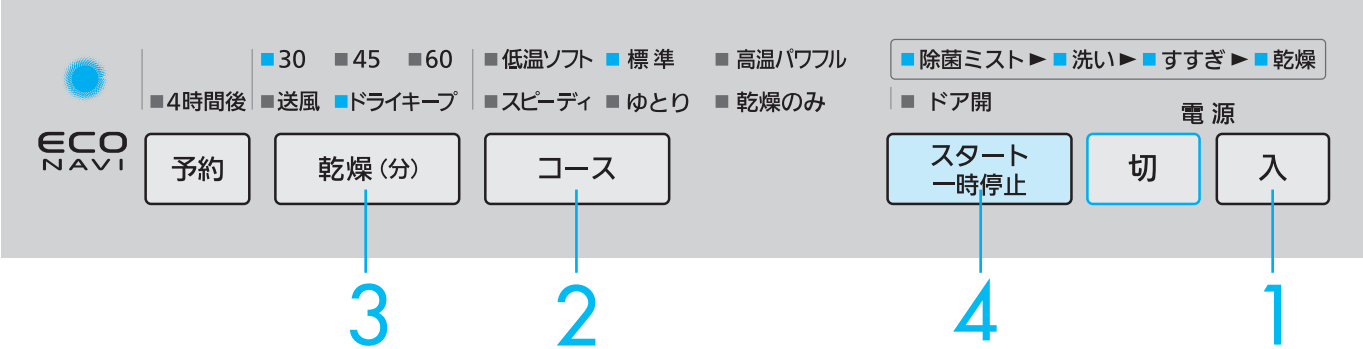 ■30 ■45 ■60 ■低温ソフト ■標準 ■高温パワフル ■除菌ミスト▶■洗い▶■すすぎ▶■乾燥
■4時間後 ■送風 ■ドライキープ ■スピーディ ■ゆとり ■乾燥のみ ■ドア開
電源
ECO
NAVI
予約 乾燥(分) コース
スタート
一時停止
切 入
3 2 4 1